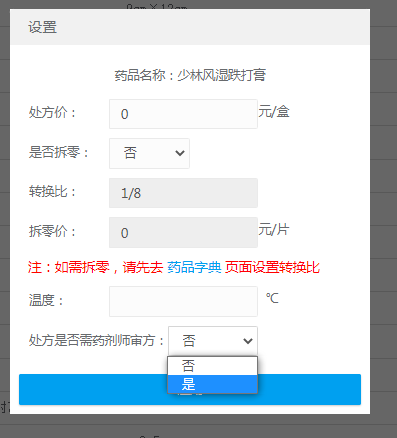 9cm×12cm
设置
药品名称：少林风湿跌打膏
处方价： 0 元/盒
是否拆零： 否
转换比： 1/8
拆零价： 0 元/片
注：如需拆零，请先去 药品字典 页面设置转换比
温度： ℃
处方是否需药剂师审方： 否
否
是